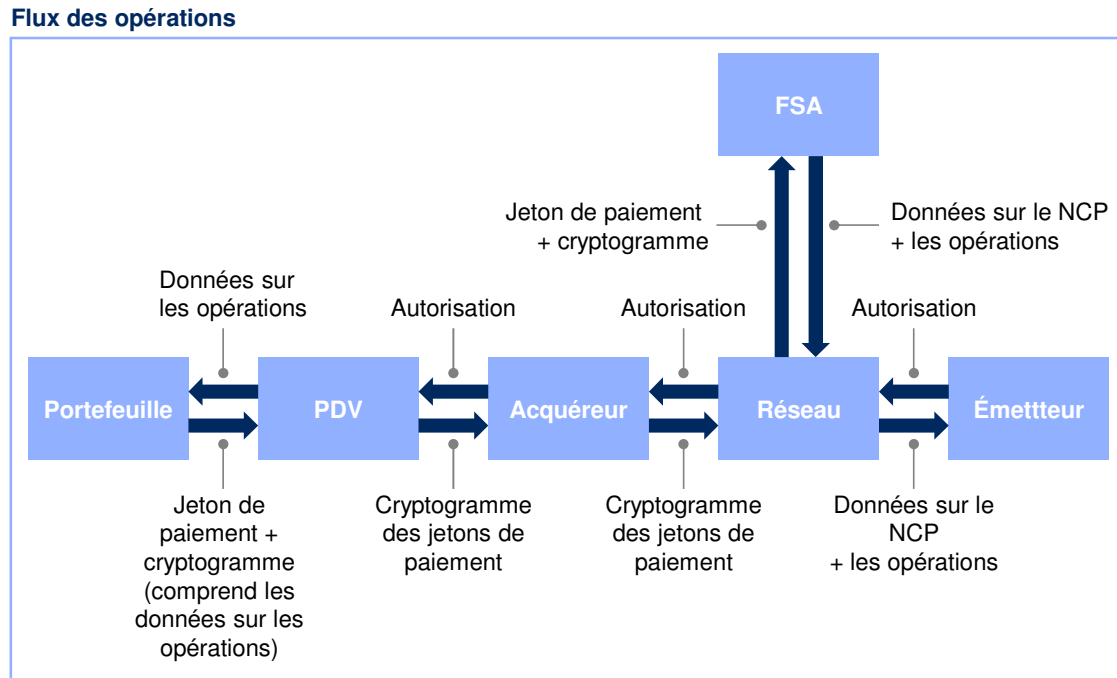 Flux des opérations
FSA
Jeton de paiement
+ cryptogramme
Données sur le NCP
+ les opérations
Données sur
les opérations
Autorisation
Autorisation
Autorisation
Portefeuille
PDV
Acquéreur
Réseau
Émettteur
Jeton de
paiement +
cryptogramme
(comprend les
données sur les
opérations)
Cryptogramme
des jetons de
paiement
Cryptogramme
des jetons de
paiement
Données sur le
NCP
+ les opérations